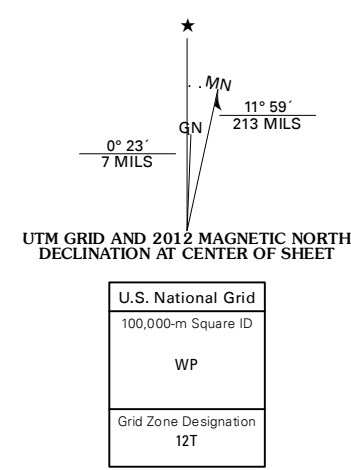 ★
MN
GN
11° 59´
213 MILS
0° 23´
7 MILS
UTM GRID AND 2012 MAGNETIC NORTH
DECLINATION AT CENTER OF SHEET
U.S. National Grid
100,000-m Square ID
WP
Grid Zone Designation
12T